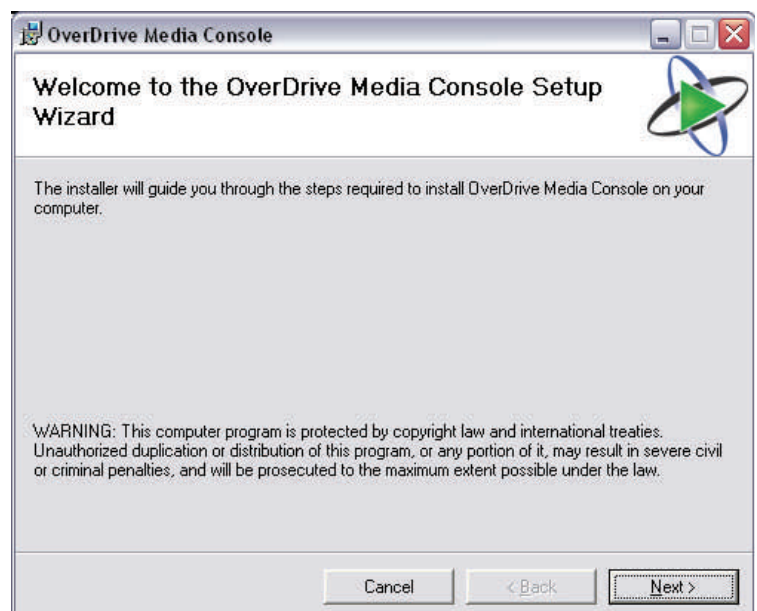 OverDrive Media Console
Welcome to the OverDrive Media Console Setup
Wizard
The installer will guide you through the steps required to install OverDrive Media Console on your
computer.
WARNING: This computer program is protected by copyright law and international treaties.
Unauthorized duplication or distribution of this program, or any portion of it, may result in severe civil
or criminal penalties, and will be prosecuted to the maximum extent possible under the law.
Cancel
< Back
Next >